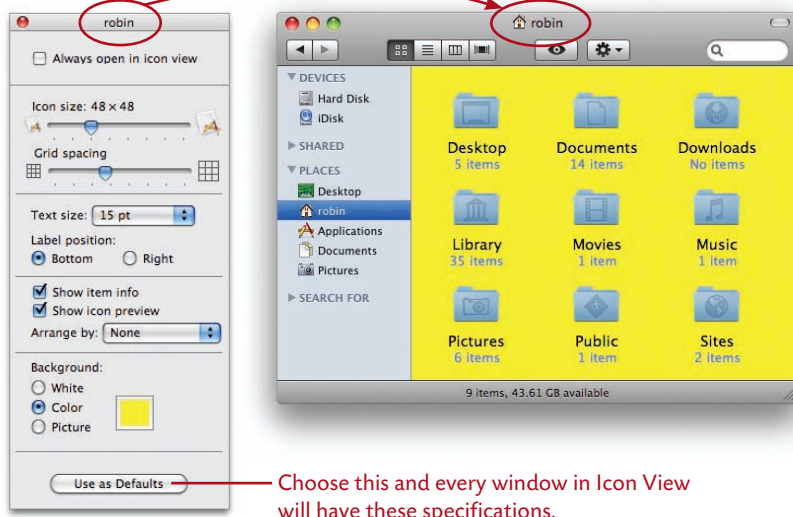 robin
Always open in icon view
Icon size: 48 × 48
Grid spacing
Text size: 15 pt
Label position:
Bottom Right
Show item info
Show icon preview
Arrange by: None
Background:
White
Color
Picture
Use as Defaults
robin
DEVICES
Hard Disk
iDisk
SHARED
PLACES
Desktop
robin
Applications
Documents
Pictures
SEARCH FOR
Desktop Documents Downloads
5 items 14 items No items
Library Movies Music
35 items 1 item 1 item
Pictures Public Sites
6 items 1 item 2 items
9 items, 43.61 GB available
Choose this and every window in Icon View
will have these specifications.